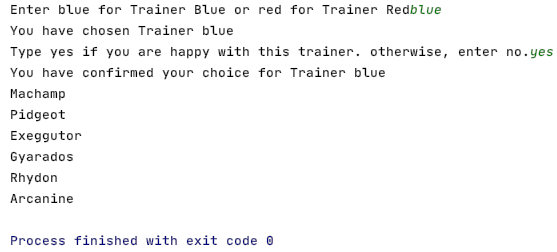 Enter blue for Trainer Blue or red for Trainer Redblue
You have chosen Trainer blue
Type yes if you are happy with this trainer. otherwise, enter no.yes
You have confirmed your choice for Trainer blue
Machamp
Pidgeot
Exeggutor
Gyarados
Rhydon
Arcanine
Process finished with exit code 0